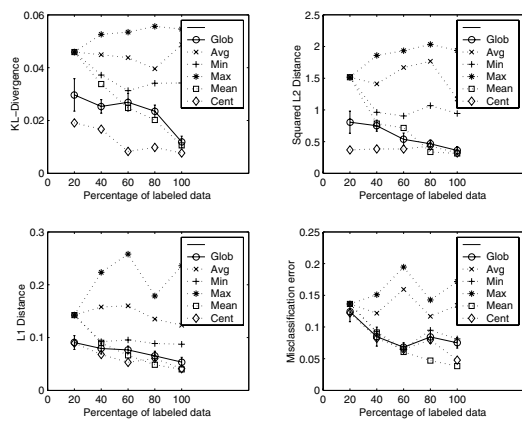 0.06
0.04
0.02
0
KL-Divergence
0 20 40 60 80 100
Percentage of labeled data
Glob
Avg
Min
Max
Mean
Cent
2.5
2
1.5
1
0.5
0
Squared L2 Distance
0 20 40 60 80 100
Percentage of labeled data
Glob
Avg
Min
Max
Mean
Cent
0.3
0.2
0.1
0
L1 Distance
0 20 40 60 80 100
Percentage of labeled data
Glob
Avg
Min
Max
Mean
Cent
0.25
0.2
0.15
0.1
0.05
0
Misclassification error
0 20 40 60 80 100
Percentage of labeled data
Glob
Avg
Min
Max
Mean
Cent